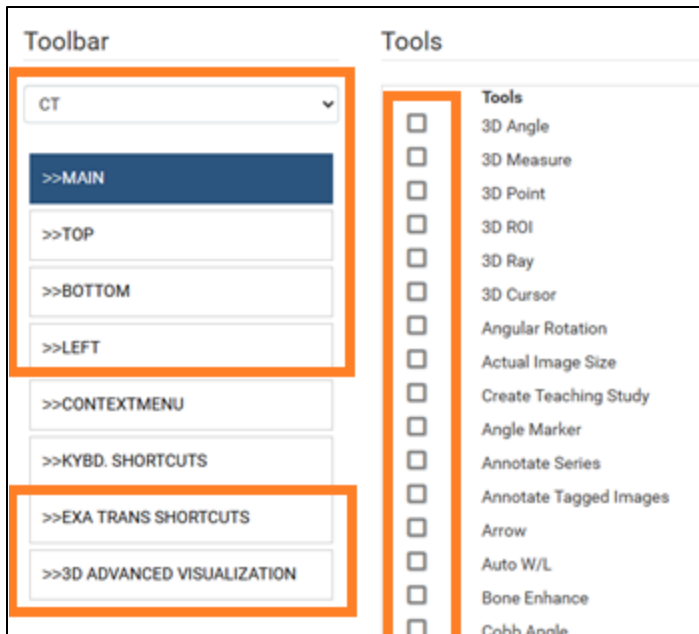 Toolbar
CT
>>MAIN
>>TOP
>>BOTTOM
>>LEFT
>>CONTEXTMENU
>>KYBD. SHORTCUTS
>>EXA TRANS SHORTCUTS
>>3D ADVANCED VISUALIZATION
Tools
Tools
3D Angle
3D Measure
3D Point
3D ROI
3D Ray
3D Cursor
Angular Rotation
Actual Image Size
Create Teaching Study
Angle Marker
Annotate Series
Annotate Tagged Images
Arrow
Auto W/L
Bone Enhance
Cobb Angle